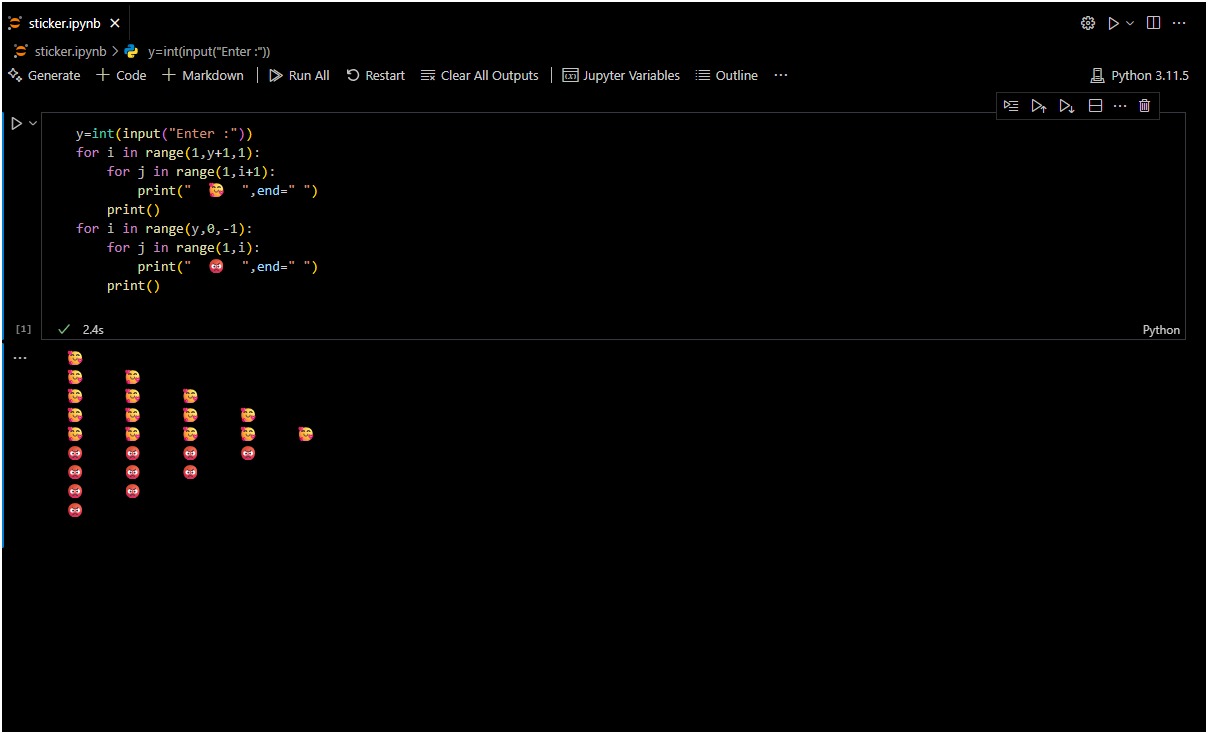 sticker.ipynb
sticker.ipynb > y=int(input("Enter :"))
Generate + Code + Markdown Run All Restart Clear All Outputs Jupyter Variables Outline ... Python 3.11.5
y=int(input("Enter :"))
for i in range(1,y+1,1):
    for j in range(1,i+1):
        print("  🥰  ",end=" ")
    print()
for i in range(y,0,-1):
    for j in range(1,i):
        print("  😡  ",end=" ")
    print()
[1] 2.4s Python
🥰
🥰 🥰
🥰 🥰 🥰
🥰 🥰 🥰 🥰
🥰 🥰 🥰 🥰 🥰
😡 😡 😡 😡
😡 😡 😡
😡 😡
😡